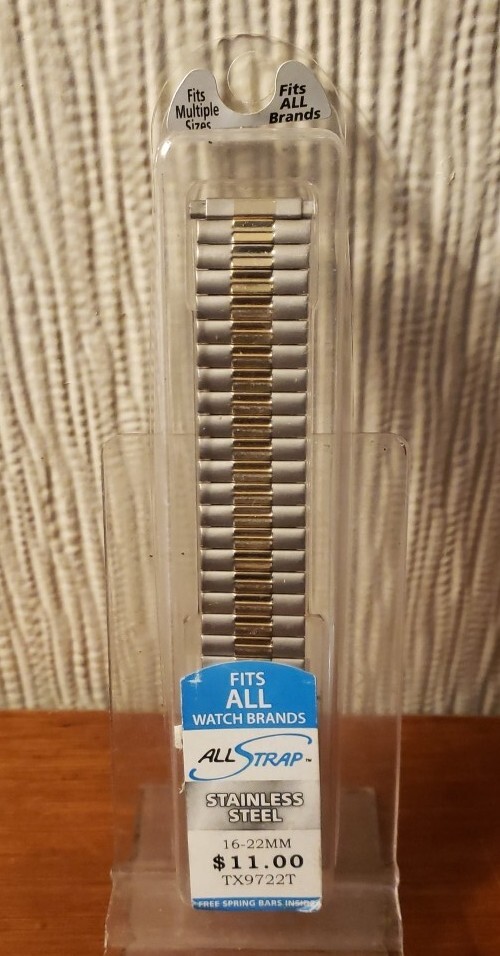 Fits
Multiple
Sizes
Fits
ALL
Brands
FITS
ALL
WATCH BRANDS
ALLSTRAP™
STAINLESS
STEEL
16-22MM
$11.00
TX9722T
FREE SPRING BARS INSIDE